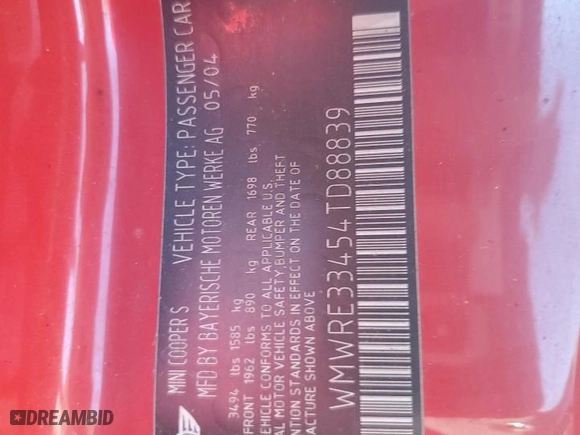 MINI COOPER S VEHICLE TYPE: PASSENGER CAR
MFD BY BAYERISCHE MOTOREN WERKE AG 05/04
3494 lbs 1585 kg
FRONT 1962 lbs 890 kg REAR 1698 lbs 770 kg
VEHICLE CONFORMS TO ALL APPLICABLE U.S.
AL MOTOR VEHICLE SAFETY, BUMPER AND THEFT
ENTION STANDARDS IN EFFECT ON THE DATE OF
FACTURE SHOWN ABOVE
WMWRE33454TD88839
DREAMBID